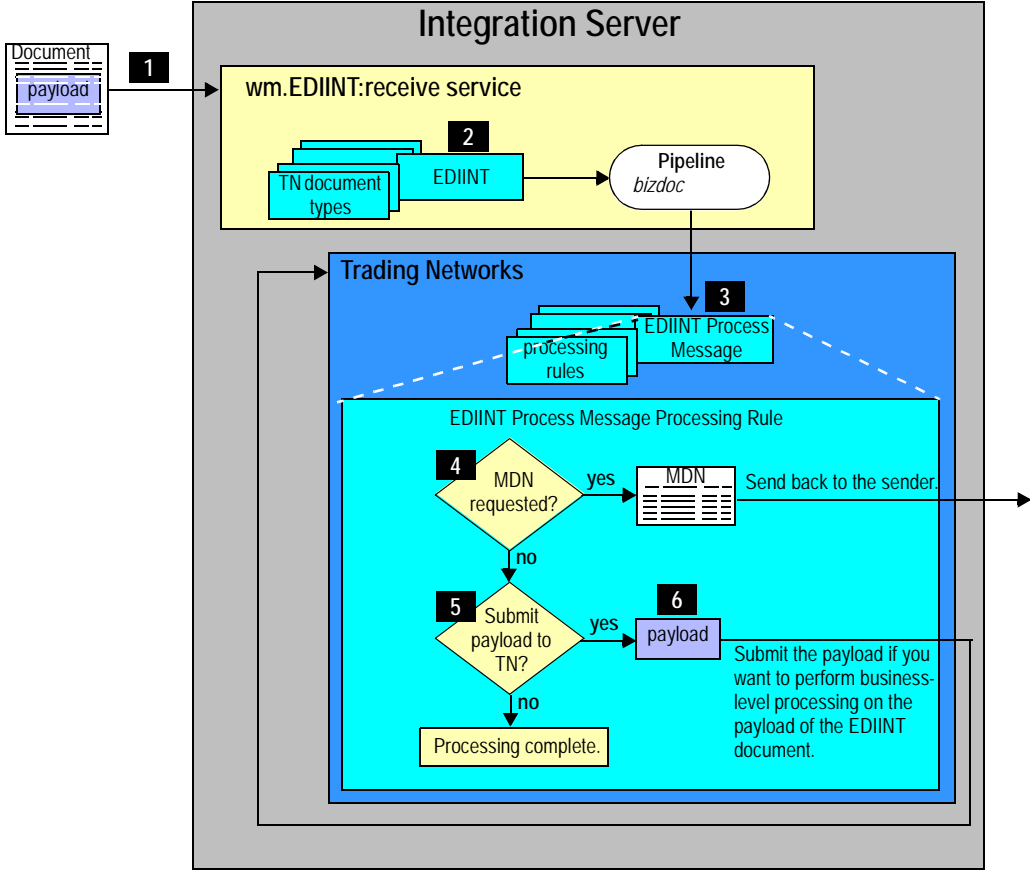 Integration Server
Document
payload
1
wm.EDIINT:receive service
2
TN document
types
EDIINT
Pipeline
bizdoc
Trading Networks
3
processing
rules
EDIINT Process
Message
EDIINT Process Message Processing Rule
4
MDN
requested?
yes
MDN
Send back to the sender.
no
5
Submit
payload to
TN?
yes
6
payload
Submit the payload if you
want to perform business-
level processing on the
payload of the EDIINT
document.
no
Processing complete.